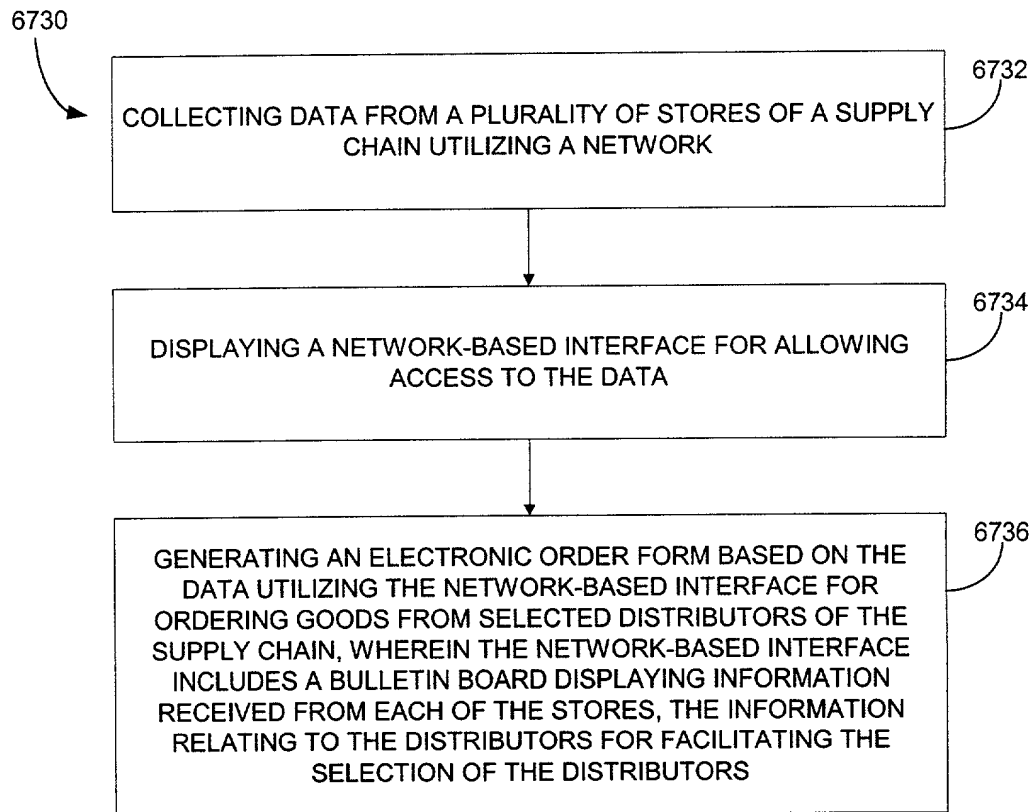 6730
6732
COLLECTING DATA FROM A PLURALITY OF STORES OF A SUPPLY
CHAIN UTILIZING A NETWORK
6734
DISPLAYING A NETWORK-BASED INTERFACE FOR ALLOWING
ACCESS TO THE DATA
6736
GENERATING AN ELECTRONIC ORDER FORM BASED ON THE
DATA UTILIZING THE NETWORK-BASED INTERFACE FOR
ORDERING GOODS FROM SELECTED DISTRIBUTORS OF THE
SUPPLY CHAIN, WHEREIN THE NETWORK-BASED INTERFACE
INCLUDES A BULLETIN BOARD DISPLAYING INFORMATION
RECEIVED FROM EACH OF THE STORES, THE INFORMATION
RELATING TO THE DISTRIBUTORS FOR FACILITATING THE
SELECTION OF THE DISTRIBUTORS